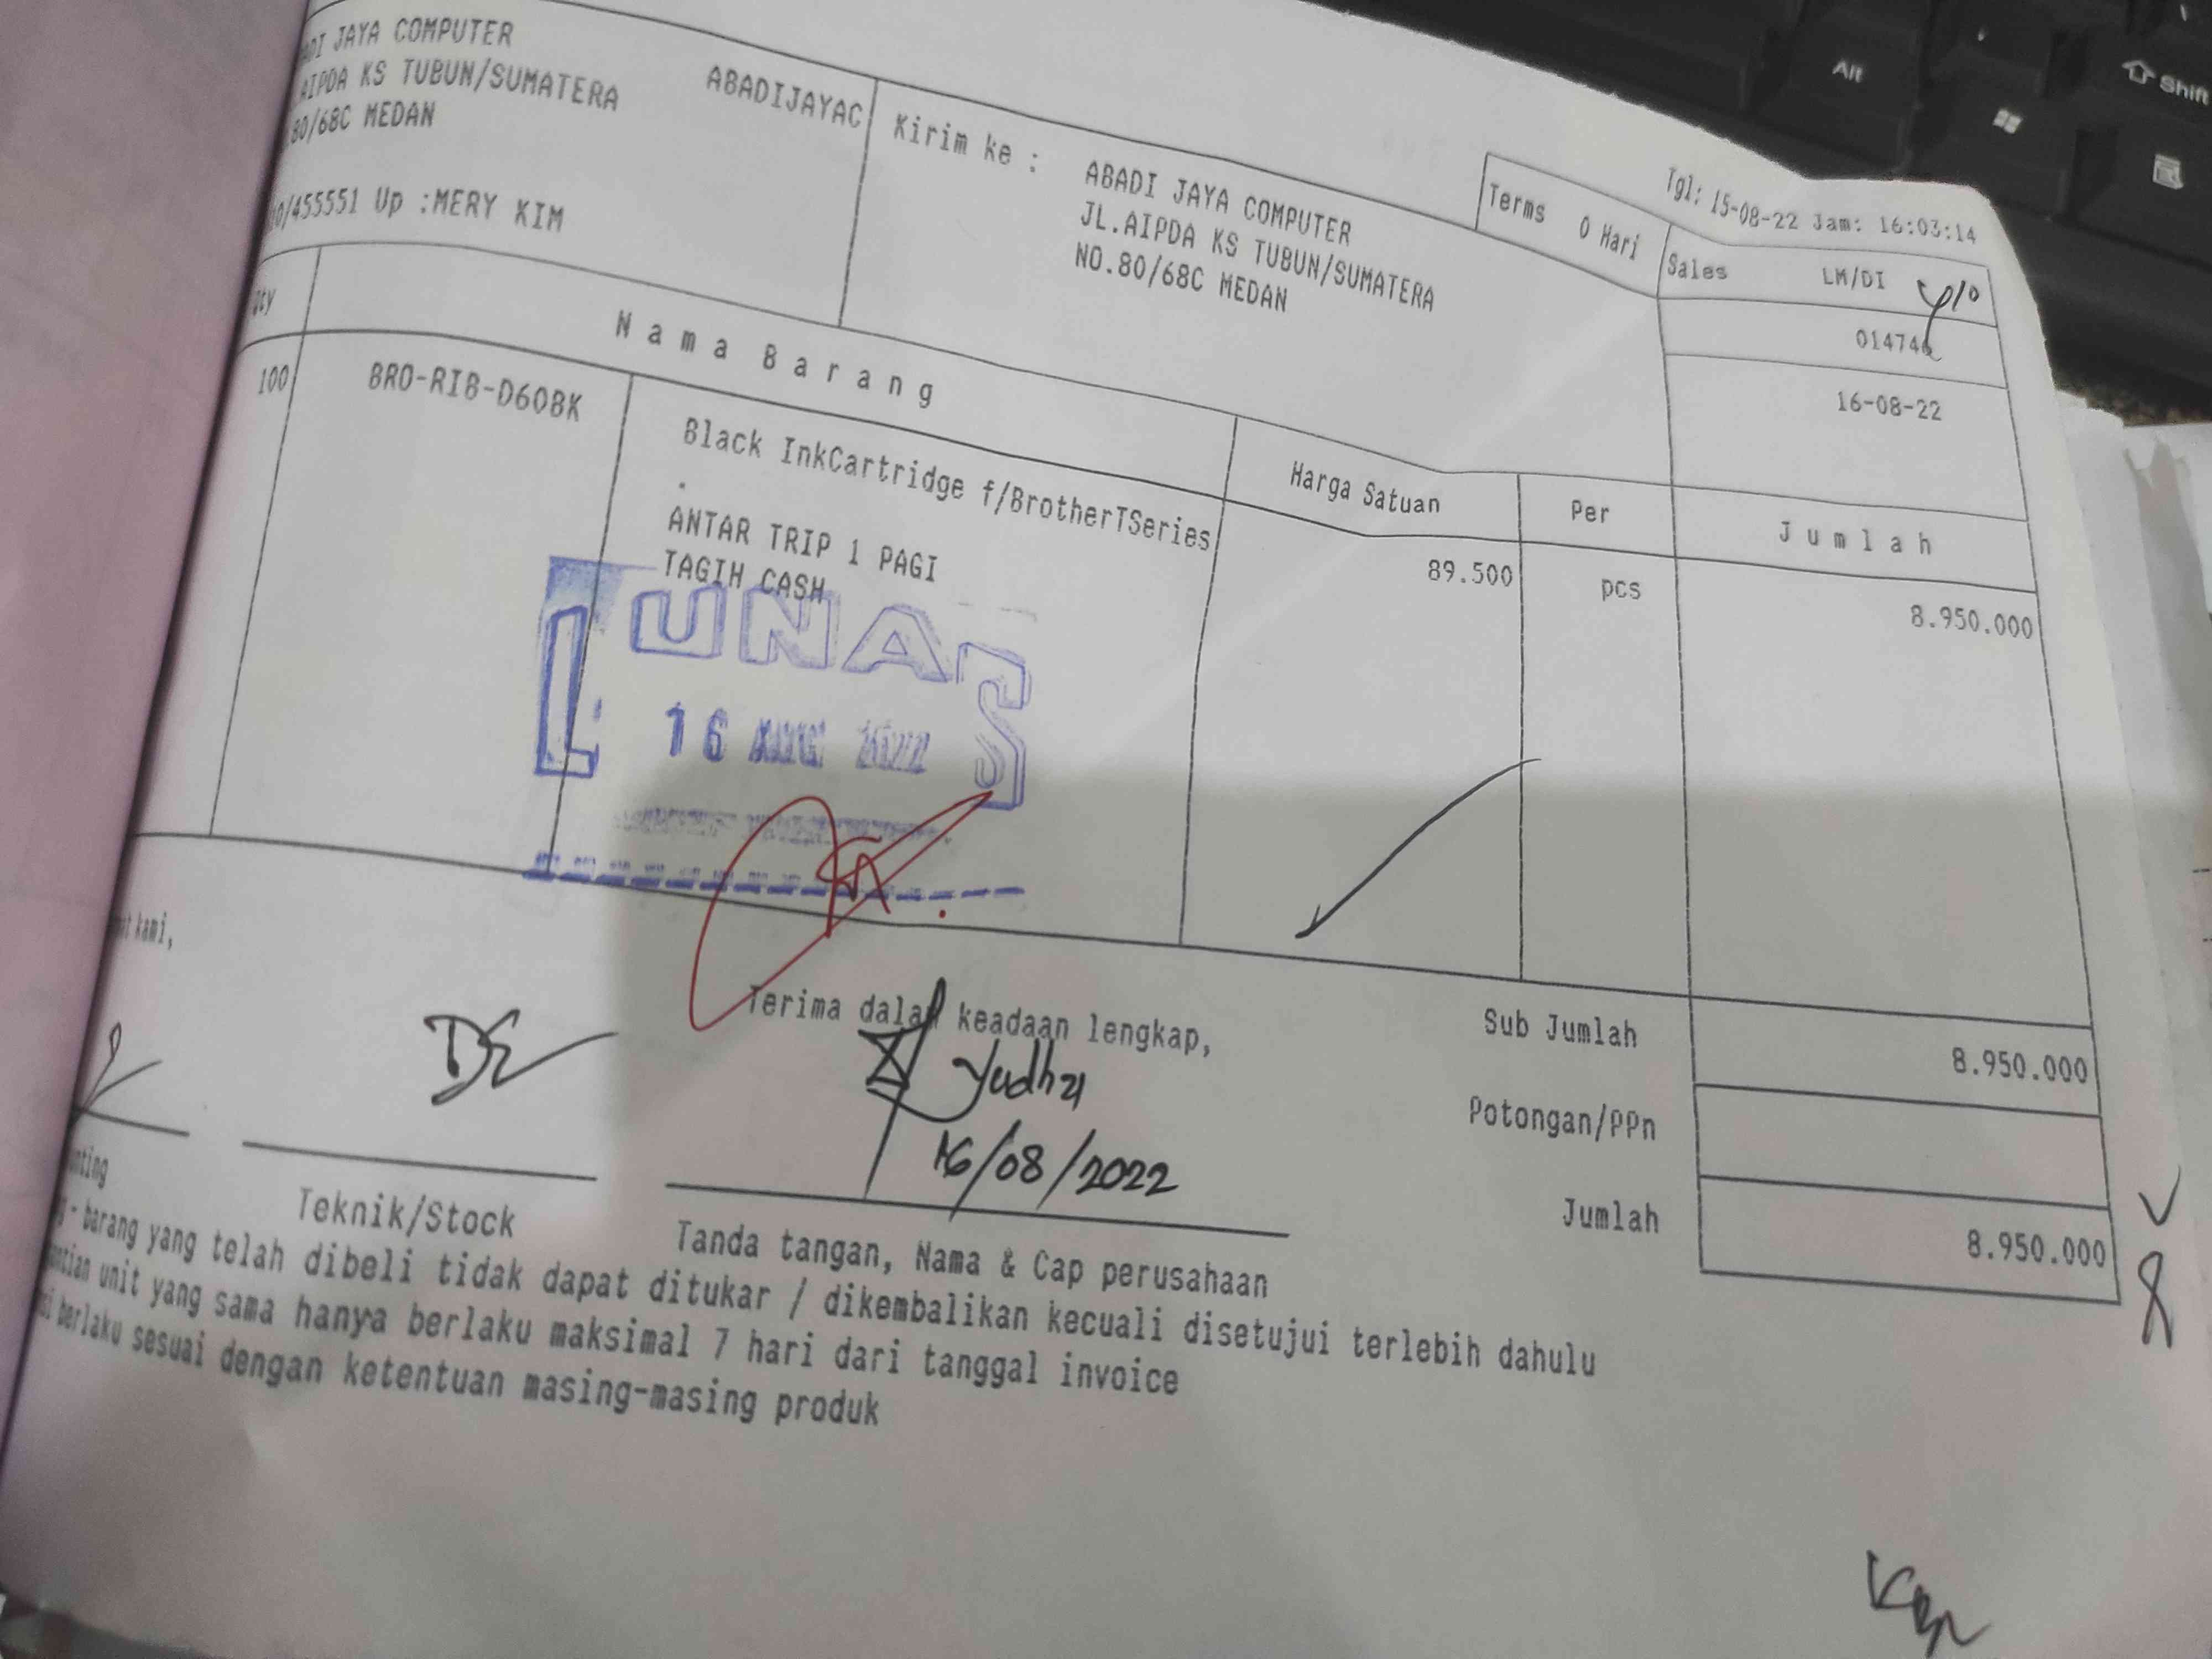 Tgl: 15-08-22 Jam: 16:03:14
JAYA COMPUTER
AIPDA KS TUBUN/SUMATERA
80/68C MEDAN
ABADIJAYAC
/455551 Up :MERY KIM
Kirim ke :
ABADI JAYA COMPUTER
JL.AIPDA KS TUBUN/SUMATERA
NO.80/68C MEDAN
Terms 0 Hari
Sales LM/DI
014746
16-08-22
Qty
Nama Barang
Harga Satuan
Per
Jumlah
100
BRO-RIB-D60BK
Black InkCartridge f/BrotherTSeries
.
89.500
pcs
8.950.000
ANTAR TRIP 1 PAGI
TAGIH CASH
LUNAS
16 AUG 2022
kami,
Terima dalam keadaan lengkap,
Yudha
16/08/2022
Sub Jumlah
8.950.000
Potongan/PPn
Jumlah
8.950.000
Teknik/Stock
Tanda tangan, Nama & Cap perusahaan
- barang yang telah dibeli tidak dapat ditukar / dikembalikan kecuali disetujui terlebih dahulu
unit yang sama hanya berlaku maksimal 7 hari dari tanggal invoice
berlaku sesuai dengan ketentuan masing-masing produk
Alt
Shift